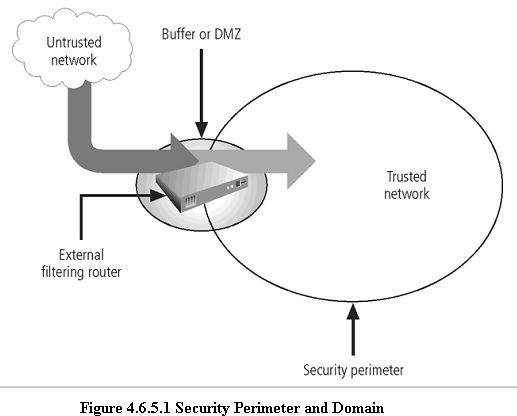 Untrusted
network
Buffer or DMZ
Trusted
network
External
filtering router
Security perimeter
Figure 4.6.5.1 Security Perimeter and Domain